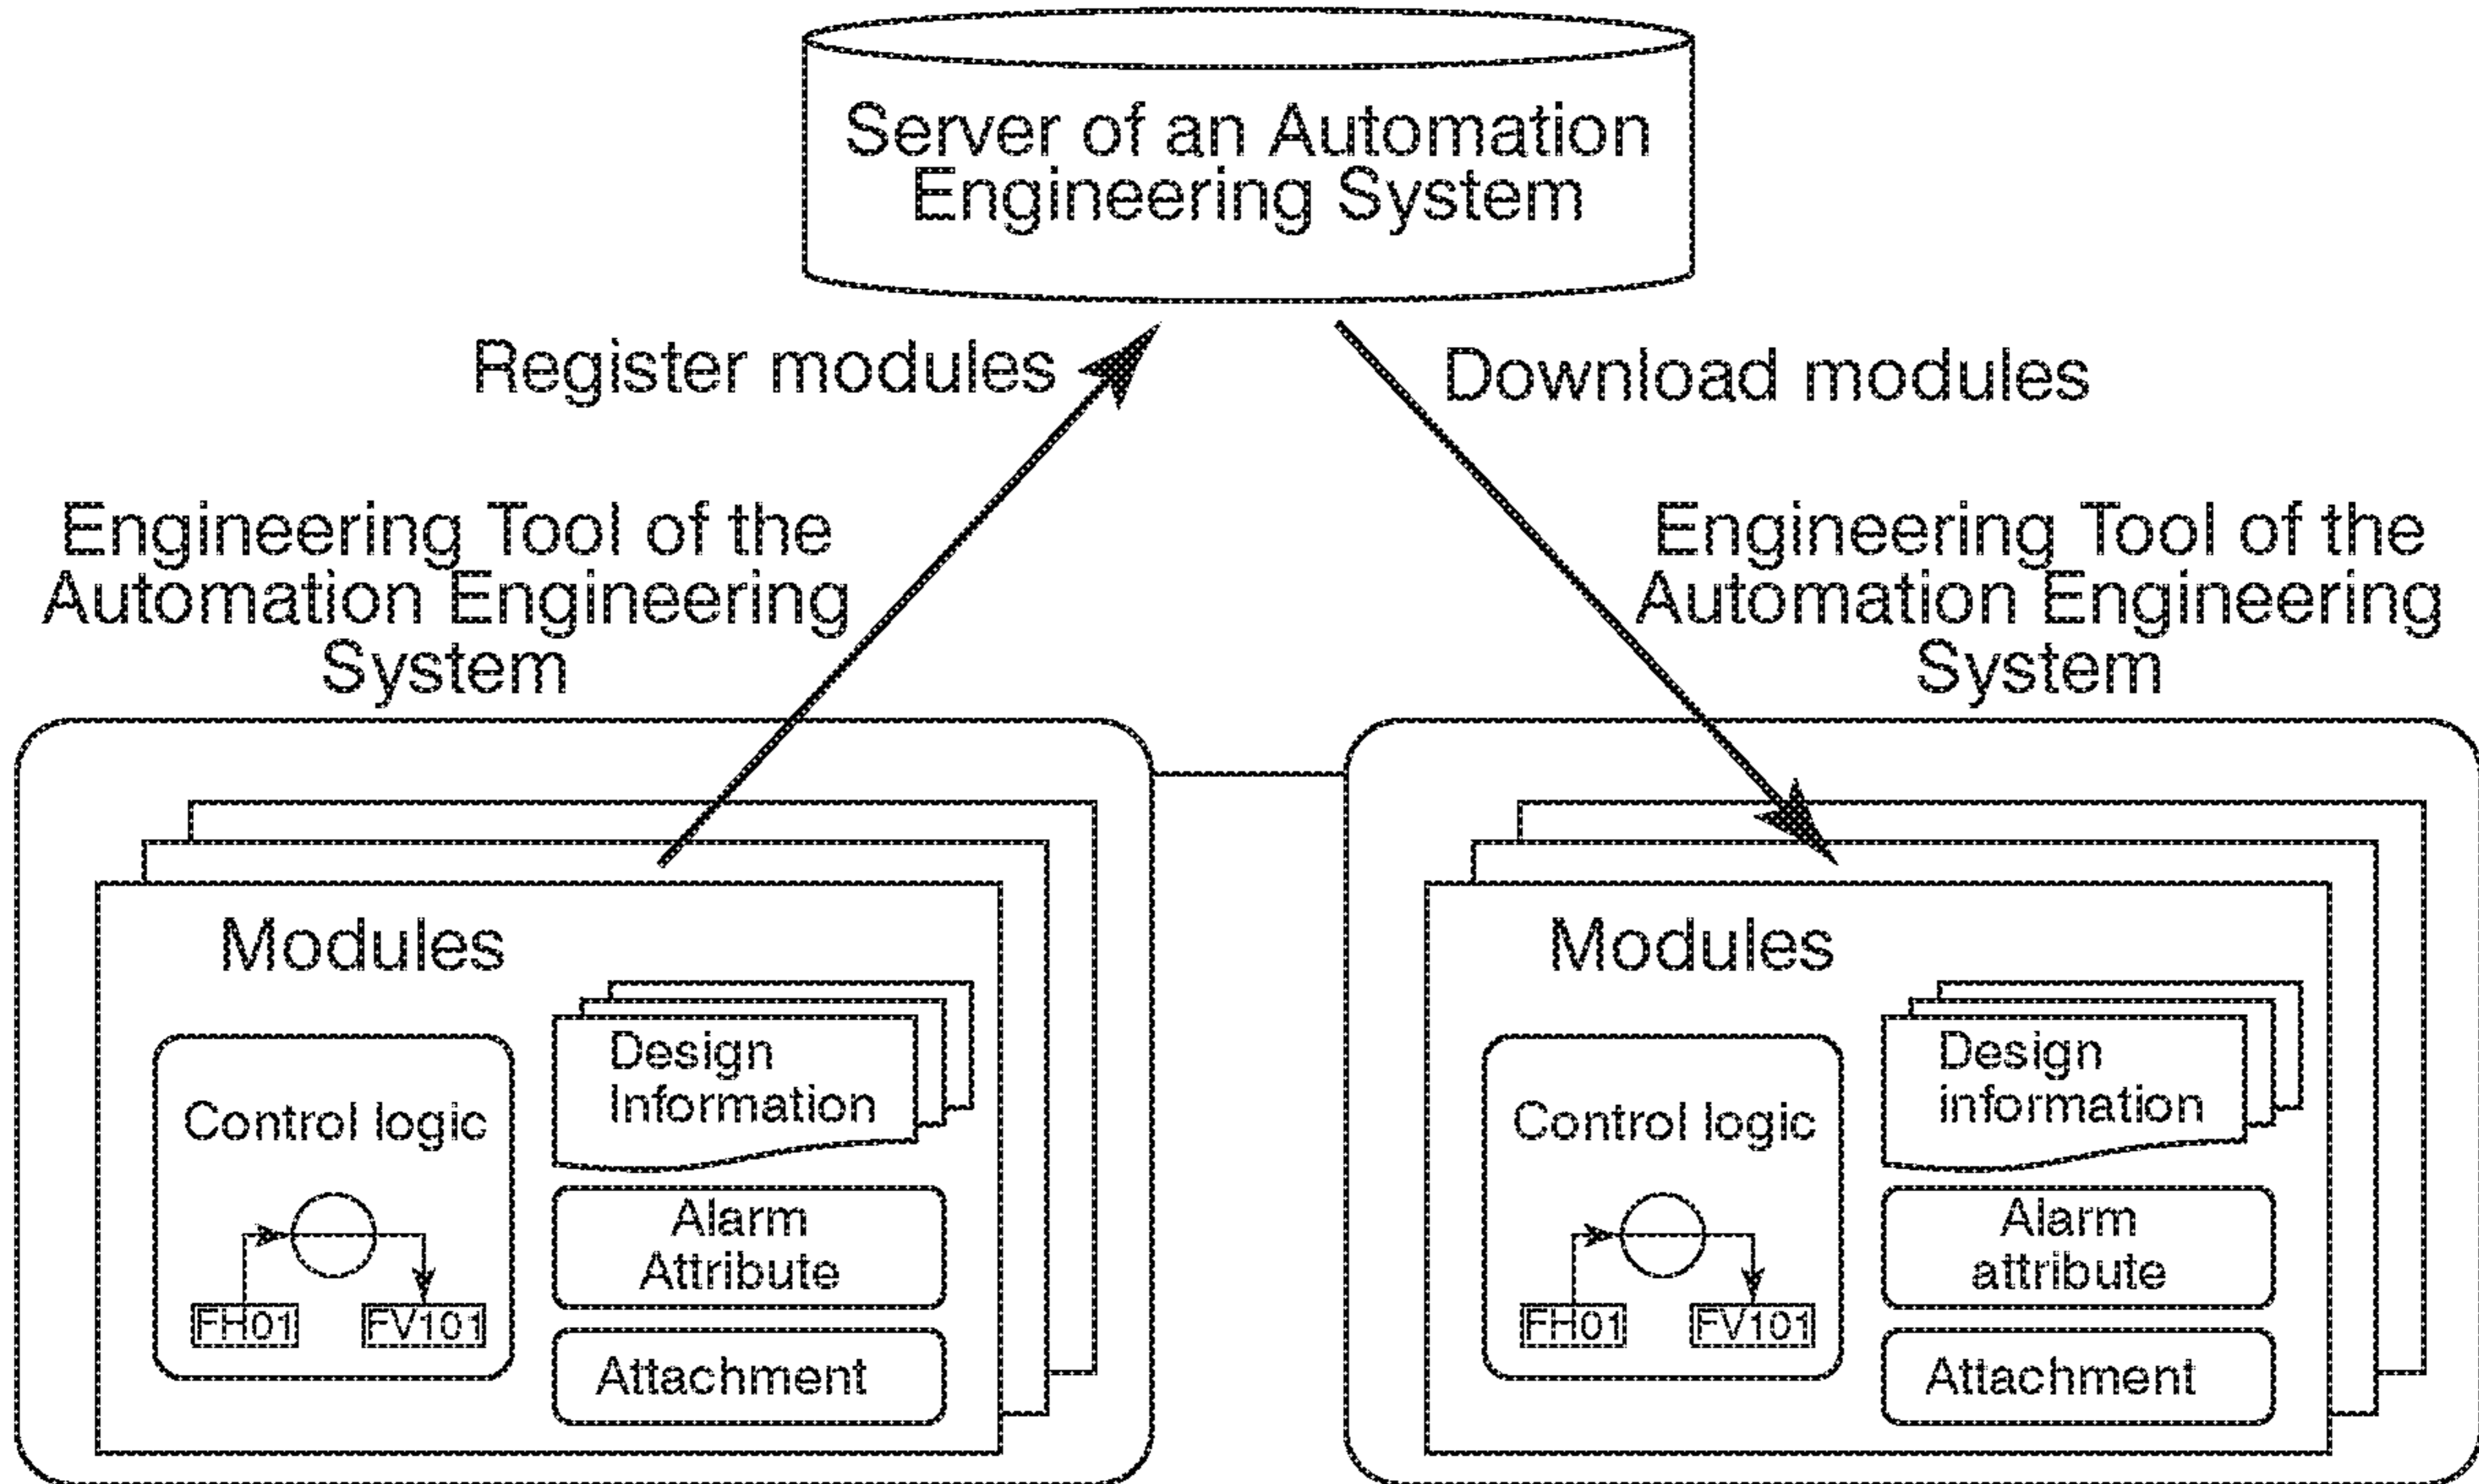 Server of an Automation
Engineering System
Register modules
Download modules
Engineering Tool of the
Automation Engineering
System
Engineering Tool of the
Automation Engineering
System
Modules
Design
Information
Control logic
Alarm
Attribute
FH01
FV101
Attachment
Modules
Design
information
Control logic
Alarm
attribute
FH01
FV101
Attachment